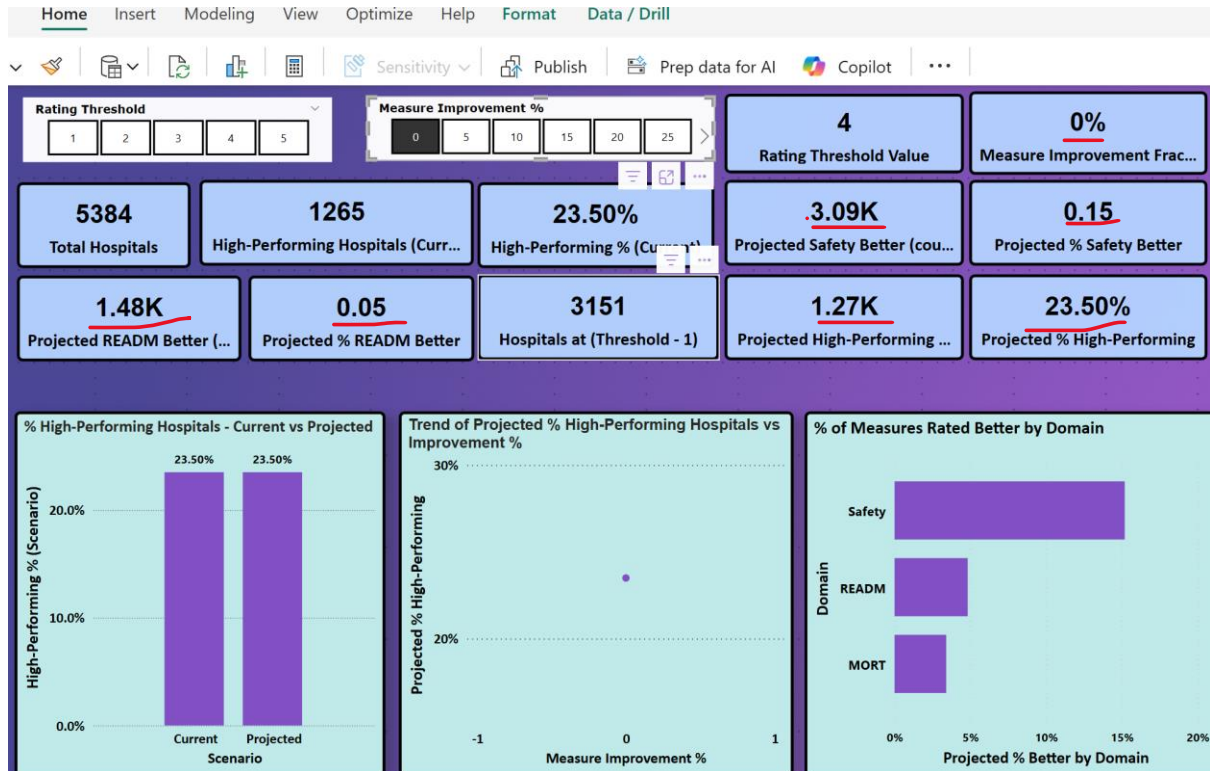 Home Insert Modeling View Optimize Help Format Data / Drill
Sensitivity Publish Prep data for AI Copilot ...
Rating Threshold
1 2 3 4 5
Measure Improvement %
0 5 10 15 20 25
4
Rating Threshold Value
0%
Measure Improvement Frac...
5384
Total Hospitals
1265
High-Performing Hospitals (Curr...
23.50%
High-Performing % (Current)
3.09K
Projected Safety Better (cou...
0.15
Projected % Safety Better
1.48K
Projected READM Better (...
0.05
Projected % READM Better
3151
Hospitals at (Threshold - 1)
1.27K
Projected High-Performing ...
23.50%
Projected % High-Performing
% High-Performing Hospitals - Current vs Projected
High-Performing % (Scenario)
23.50% 23.50%
20.0%
10.0%
0.0%
Current Projected
Scenario
Trend of Projected % High-Performing Hospitals vs
Improvement %
Projected % High-Performing
30%
20%
-1 0 1
Measure Improvement %
% of Measures Rated Better by Domain
Domain
Safety
READM
MORT
0% 5% 10% 15% 20%
Projected % Better by Domain